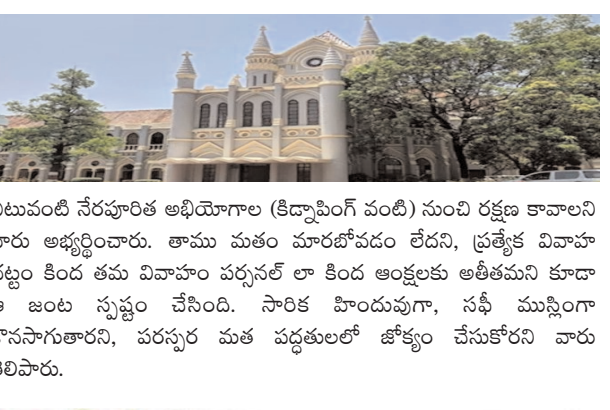 నేరపూరిత అభియోగాల (కిడ్నాపింగ్ వంటి) నుంచి రక్షణ కావాలని
అభ్యర్థించారు. తాము మతం మారబోవడం లేదని, ప్రత్యేక వివాహ
కింద తమ వివాహం పర్సనల్ లా కింద ఆంక్షలకు అతీతమని కూడా
జంట స్పష్టం చేసింది. సారిక హిందువుగా, సఫీ ముస్లింగా
పరస్పర మత పద్ధతులలో జోక్యం చేసుకోరని వారు